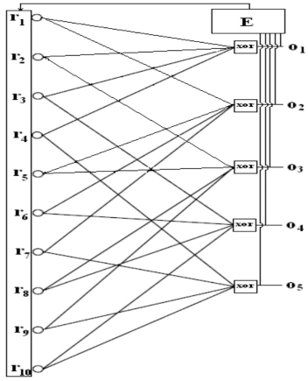 E
r1
xor o1
r2
r3
xor o2
r4
r5
xor o3
r6
xor o4
r7
r8
xor o5
r9
r10